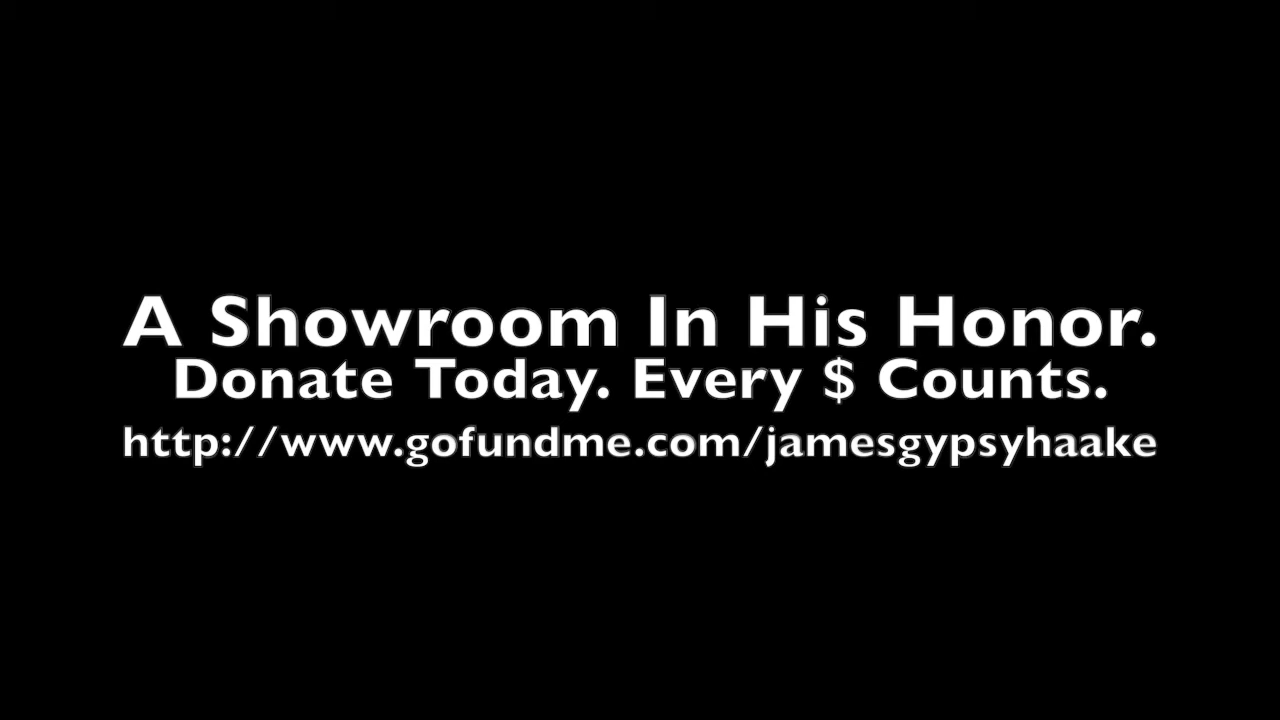 A Showroom In His Honor.
Donate Today. Every $ Counts.
http://www.gofundme.com/jamesgypsyhaake